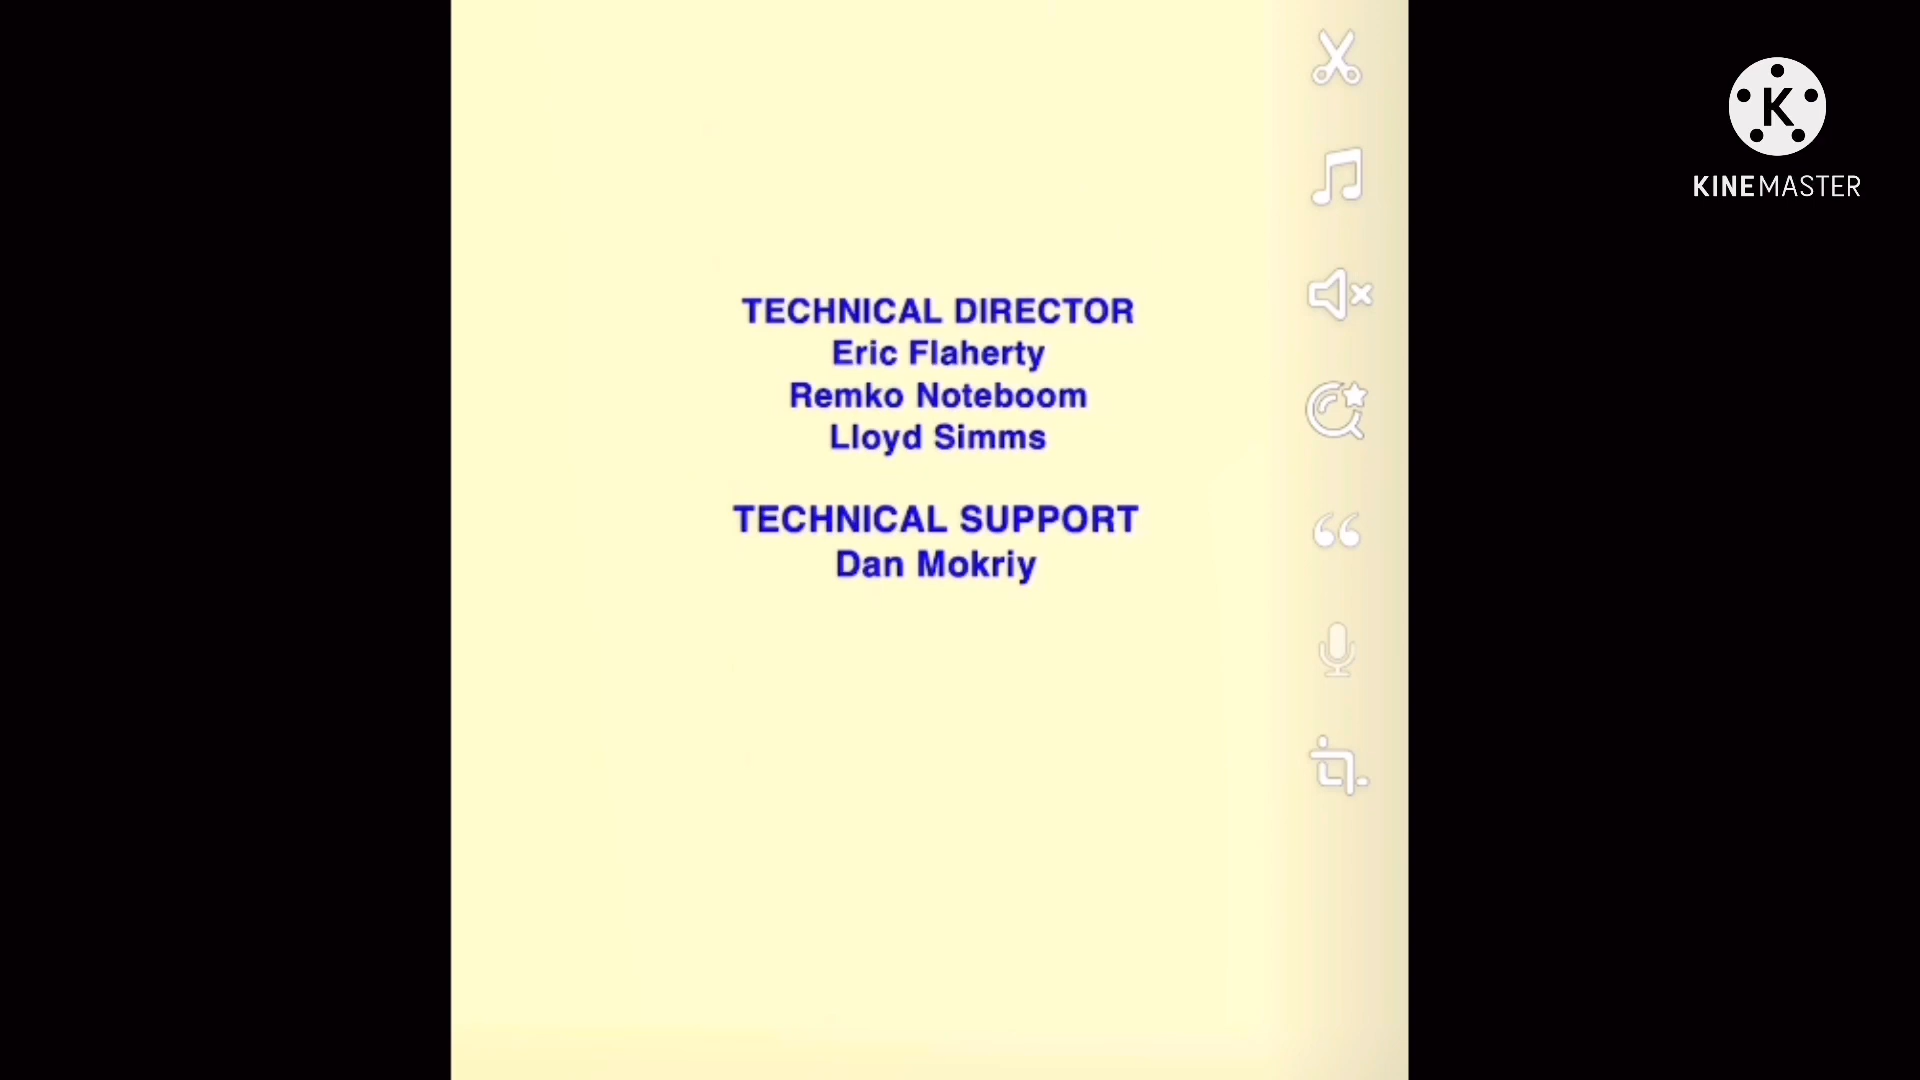 TECHNICAL DIRECTOR
Eric Flaherty
Remko Noteboom
Lloyd Simms
TECHNICAL SUPPORT
Dan Mokriy
K
KINEMASTER